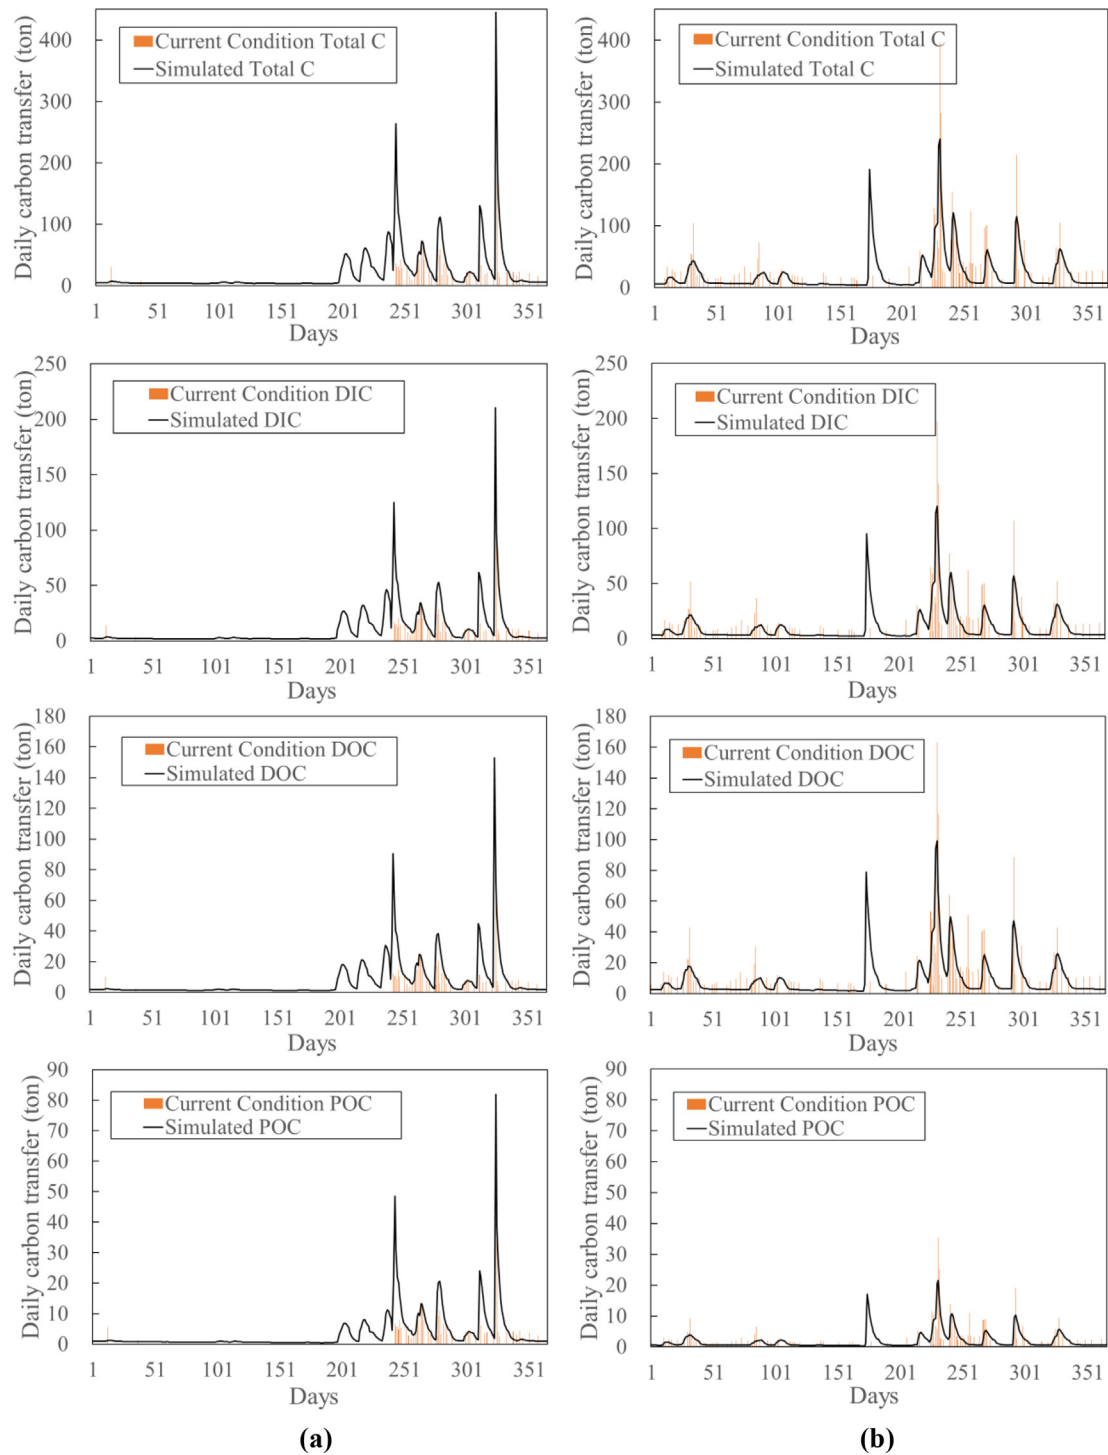 Daily carbon transfer (ton)
400
300
200
100
0
Current Condition Total C
Simulated Total C
1 51 101 151 201 251 301 351
Days
Daily carbon transfer (ton)
400
300
200
100
0
Current Condition Total C
Simulated Total C
1 51 101 151 201 251 301 351
Days
Daily carbon transfer (ton)
250
200
150
100
50
0
Current Condition DIC
Simulated DIC
1 51 101 151 201 251 301 351
Days
Daily carbon transfer (ton)
250
200
150
100
50
0
Current Condition DIC
Simulated DIC
1 51 101 151 201 251 301 351
Days
Daily carbon transfer (ton)
180
160
140
120
100
80
60
40
20
0
Current Condition DOC
Simulated DOC
1 51 101 151 201 251 301 351
Days
Daily carbon transfer (ton)
180
160
140
120
100
80
60
40
20
0
Current Condition DOC
Simulated DOC
1 51 101 151 201 251 301 351
Days
Daily carbon transfer (ton)
90
80
70
60
50
40
30
20
10
0
Current Condition POC
Simulated POC
1 51 101 151 201 251 301 351
Days
Daily carbon transfer (ton)
90
80
70
60
50
40
30
20
10
0
Current Condition POC
Simulated POC
1 51 101 151 201 251 301 351
Days
(a)
(b)